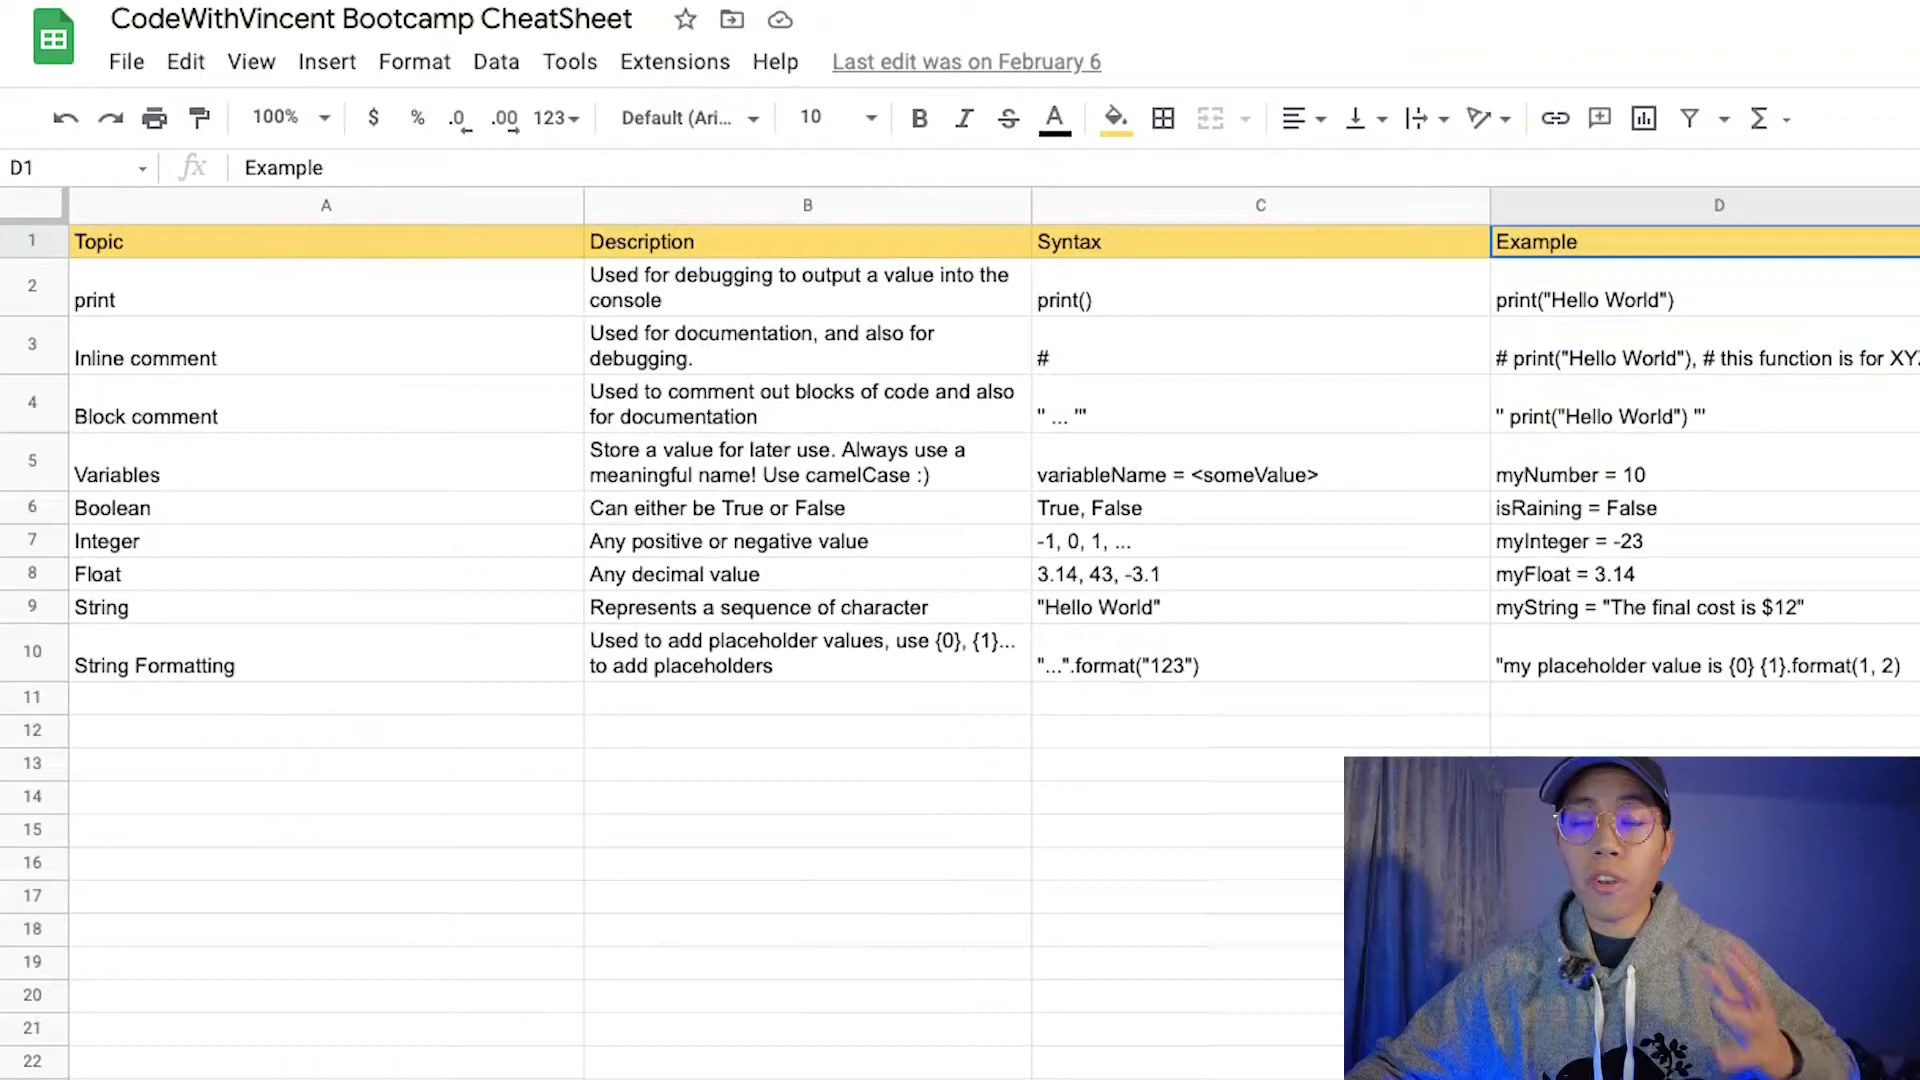 CodeWithVincent Bootcamp CheatSheet
File Edit View Insert Format Data Tools Extensions Help Last edit was on February 6
100% $ % .0 .00 123 Default (Ari... 10 B I S A
D1 fx Example
A B C D
1 Topic Description Syntax Example
2 print Used for debugging to output a value into the console print() print("Hello World")
3 Inline comment Used for documentation, and also for debugging. # # print("Hello World"), # this function is for XYZ
4 Block comment Used to comment out blocks of code and also for documentation '' ... ''' '' print("Hello World") '''
5 Variables Store a value for later use. Always use a meaningful name! Use camelCase :) variableName = <someValue> myNumber = 10
6 Boolean Can either be True or False True, False isRaining = False
7 Integer Any positive or negative value -1, 0, 1, ... myInteger = -23
8 Float Any decimal value 3.14, 43, -3.1 myFloat = 3.14
9 String Represents a sequence of character "Hello World" myString = "The final cost is $12"
10 String Formatting Used to add placeholder values, use {0}, {1}... to add placeholders "...".format("123") "my placeholder value is {0} {1}.format(1, 2)
11
12
13
14
15
16
17
18
19
20
21
22